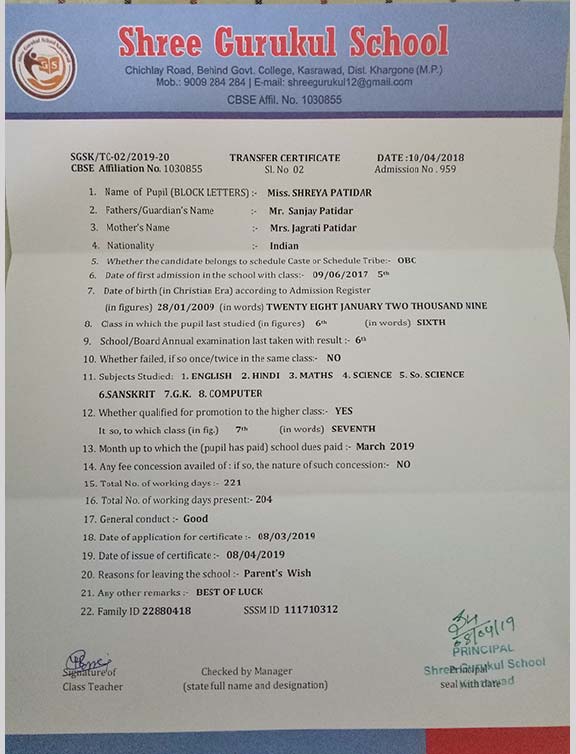 Shree Gurukul School
Chichlay Road, Behind Govt. College, Kasrawad, Dist. Khargone (M.P.)
Mob.: 9009 284 284 | E-mail: shreegurukul12@gmail.com
CBSE Affil. No. 1030855
SGSK/TC-02/2019-20 TRANSFER CERTIFICATE DATE :10/04/2018
CBSE Affiliation No. 1030855 Sl. No 02 Admission No . 959
1. Name of Pupil (BLOCK LETTERS) :- Miss. SHREYA PATIDAR
2. Fathers/Guardian's Name :- Mr. Sanjay Patidar
3. Mother's Name :- Mrs. Jagrati Patidar
4. Nationality :- Indian
5. Whether the candidate belongs to schedule Caste or Schedule Tribe:- OBC
6. Date of first admission in the school with class:- 09/06/2017 5th
7. Date of birth (in Christian Era) according to Admission Register
(in figures) 28/01/2009 (in words) TWENTY EIGHT JANUARY TWO THOUSAND NINE
8. Class in which the pupil last studied (in figures) 6th (in words) SIXTH
9. School/Board Annual examination last taken with result :- 6th
10. Whether failed, if so once/twice in the same class:- NO
11. Subjects Studied: 1. ENGLISH 2. HINDI 3. MATHS 4. SCIENCE 5. So. SCIENCE
6.SANSKRIT 7.G.K. 8. COMPUTER
12. Whether qualified for promotion to the higher class:- YES
It so, to which class (in fig.) 7th (in words) SEVENTH
13. Month up to which the (pupil has paid) school dues paid :- March 2019
14. Any fee concession availed of : if so, the nature of such concession:- NO
15. Total No. of working days :- 221
16. Total No. of working days present:- 204
17. General conduct :- Good
18. Date of application for certificate :- 08/03/2019
19. Date of issue of certificate :- 08/04/2019
20. Reasons for leaving the school :- Parent's Wish
21. Any other remarks :- BEST OF LUCK
22. Family ID 22880418 SSSM ID 111710312
08/04/19
PRINCIPAL
Shree Gurukul School
Signature of Checked by Manager Principal
Class Teacher (state full name and designation) seal with date